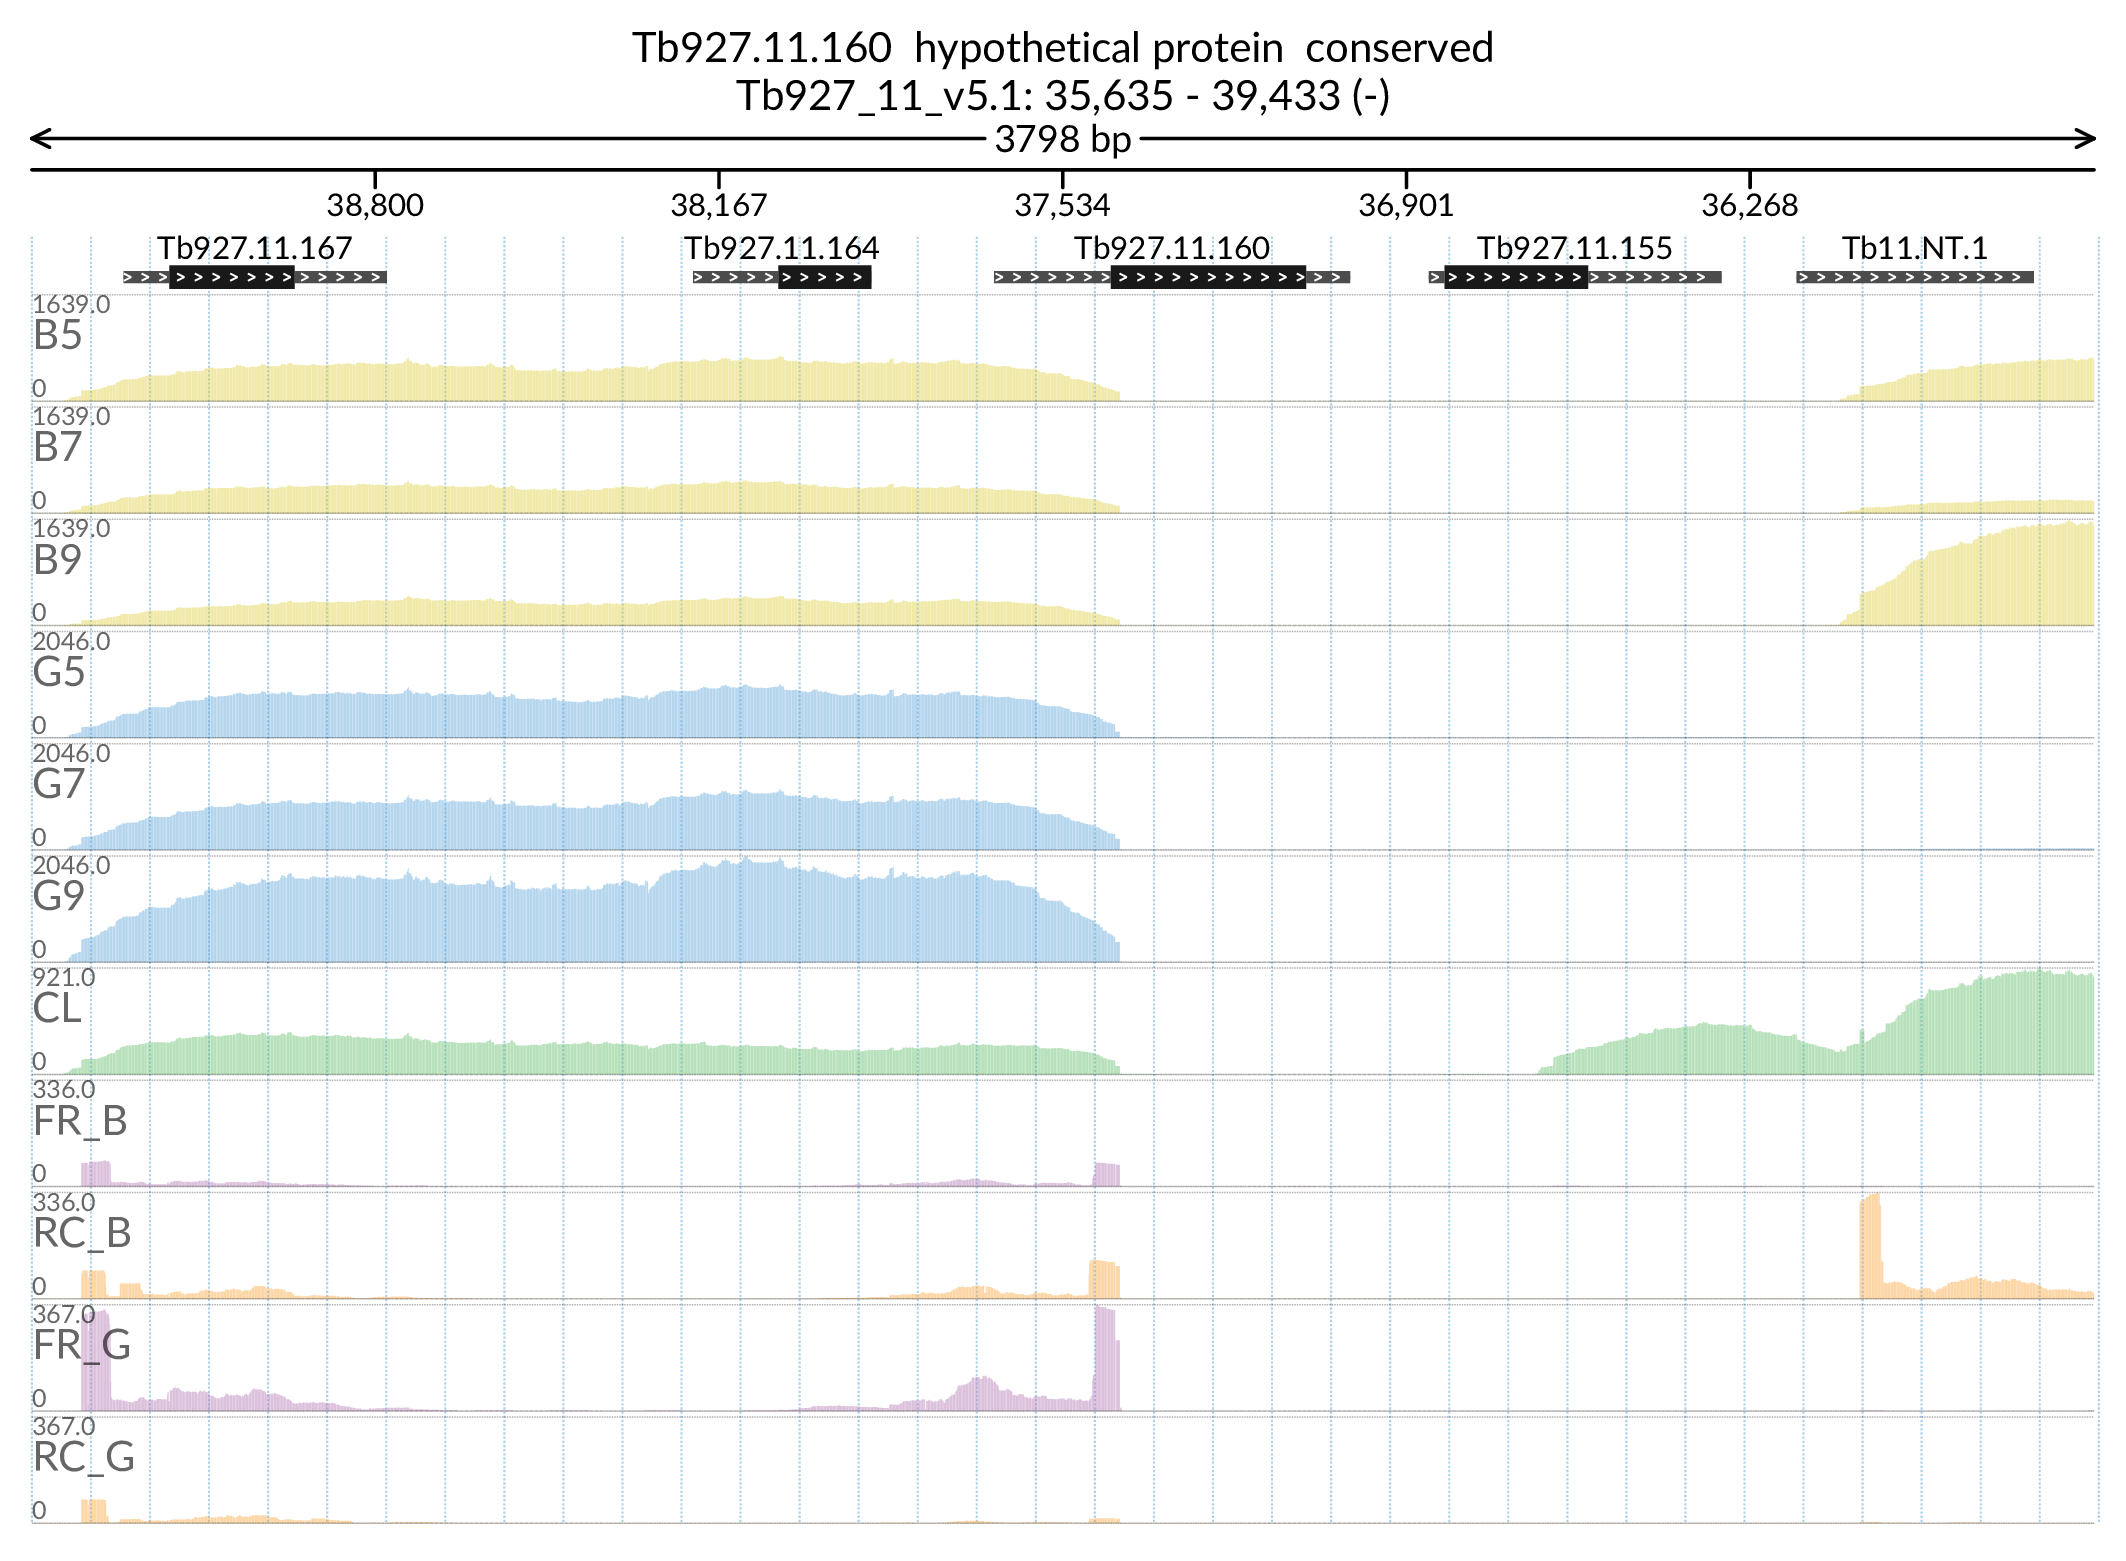 Tb927.11.160  hypothetical protein  conserved
Tb927_11_v5.1: 35,635 - 39,433 (-)
3798 bp
38,800 38,167 37,534 36,901 36,268
Tb927.11.167 Tb927.11.164 Tb927.11.160 Tb927.11.155 Tb11.NT.1
1639.0
B5
0
1639.0
B7
0
1639.0
B9
0
2046.0
G5
0
2046.0
G7
0
2046.0
G9
0
921.0
CL
0
336.0
FR_B
0
336.0
RC_B
0
367.0
FR_G
0
367.0
RC_G
0